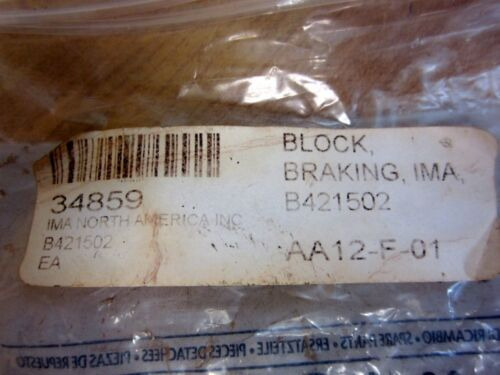 34859
IMA NORTH AMERICA INC
B421502
EA
BLOCK,
BRAKING, IMA,
B421502
AA12-F-01
RICAMBIO • SPARE PARTS • ERSATZTEILE • PIECES DETACHEES • PIEZAS DE REPUESTO